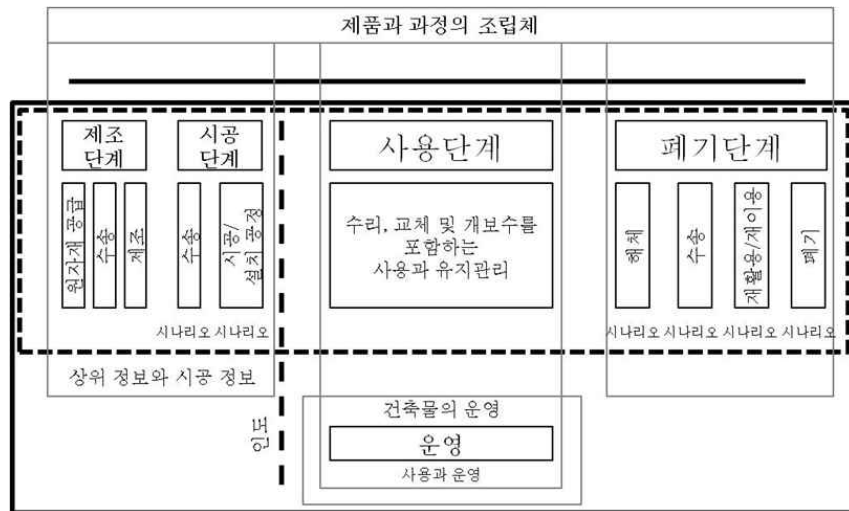 제품과 과정의 조립체
제조
단계
시공
단계
사용단계
폐기단계
원자재 공급
수송
제조
수송
시공/
설치 공정
수리, 교체 및 개보수를
포함하는
사용과 유지관리
해체
수송
재활용/재이용
폐기
시나리오
시나리오
시나리오
시나리오
시나리오
시나리오
상위 정보와 시공 정보
인도
건축물의 운영
운영
사용과 운영